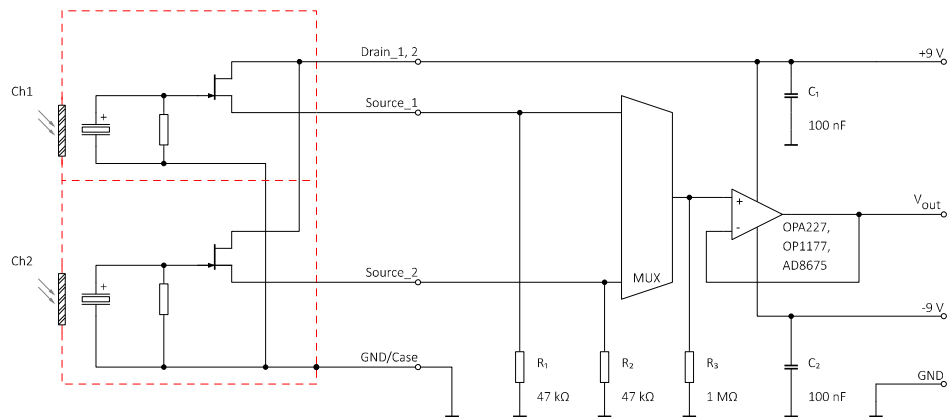 Drain_1, 2
+9 V
Ch1
+
Source_1
C₁
100 nF
+
-
Vout
OPA227,
OP1177,
AD8675
Ch2
+
Source_2
MUX
-9 V
GND/Case
R₁
47 kΩ
R₂
47 kΩ
R₃
1 MΩ
C₂
100 nF
GND